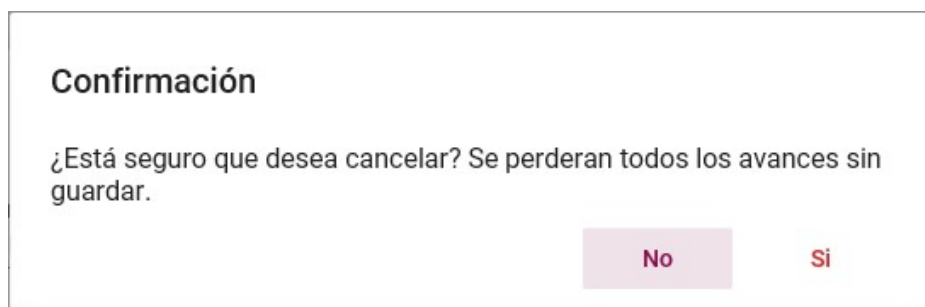 Confirmación
¿Está seguro que desea cancelar? Se perderan todos los avances sin
guardar.
No Si